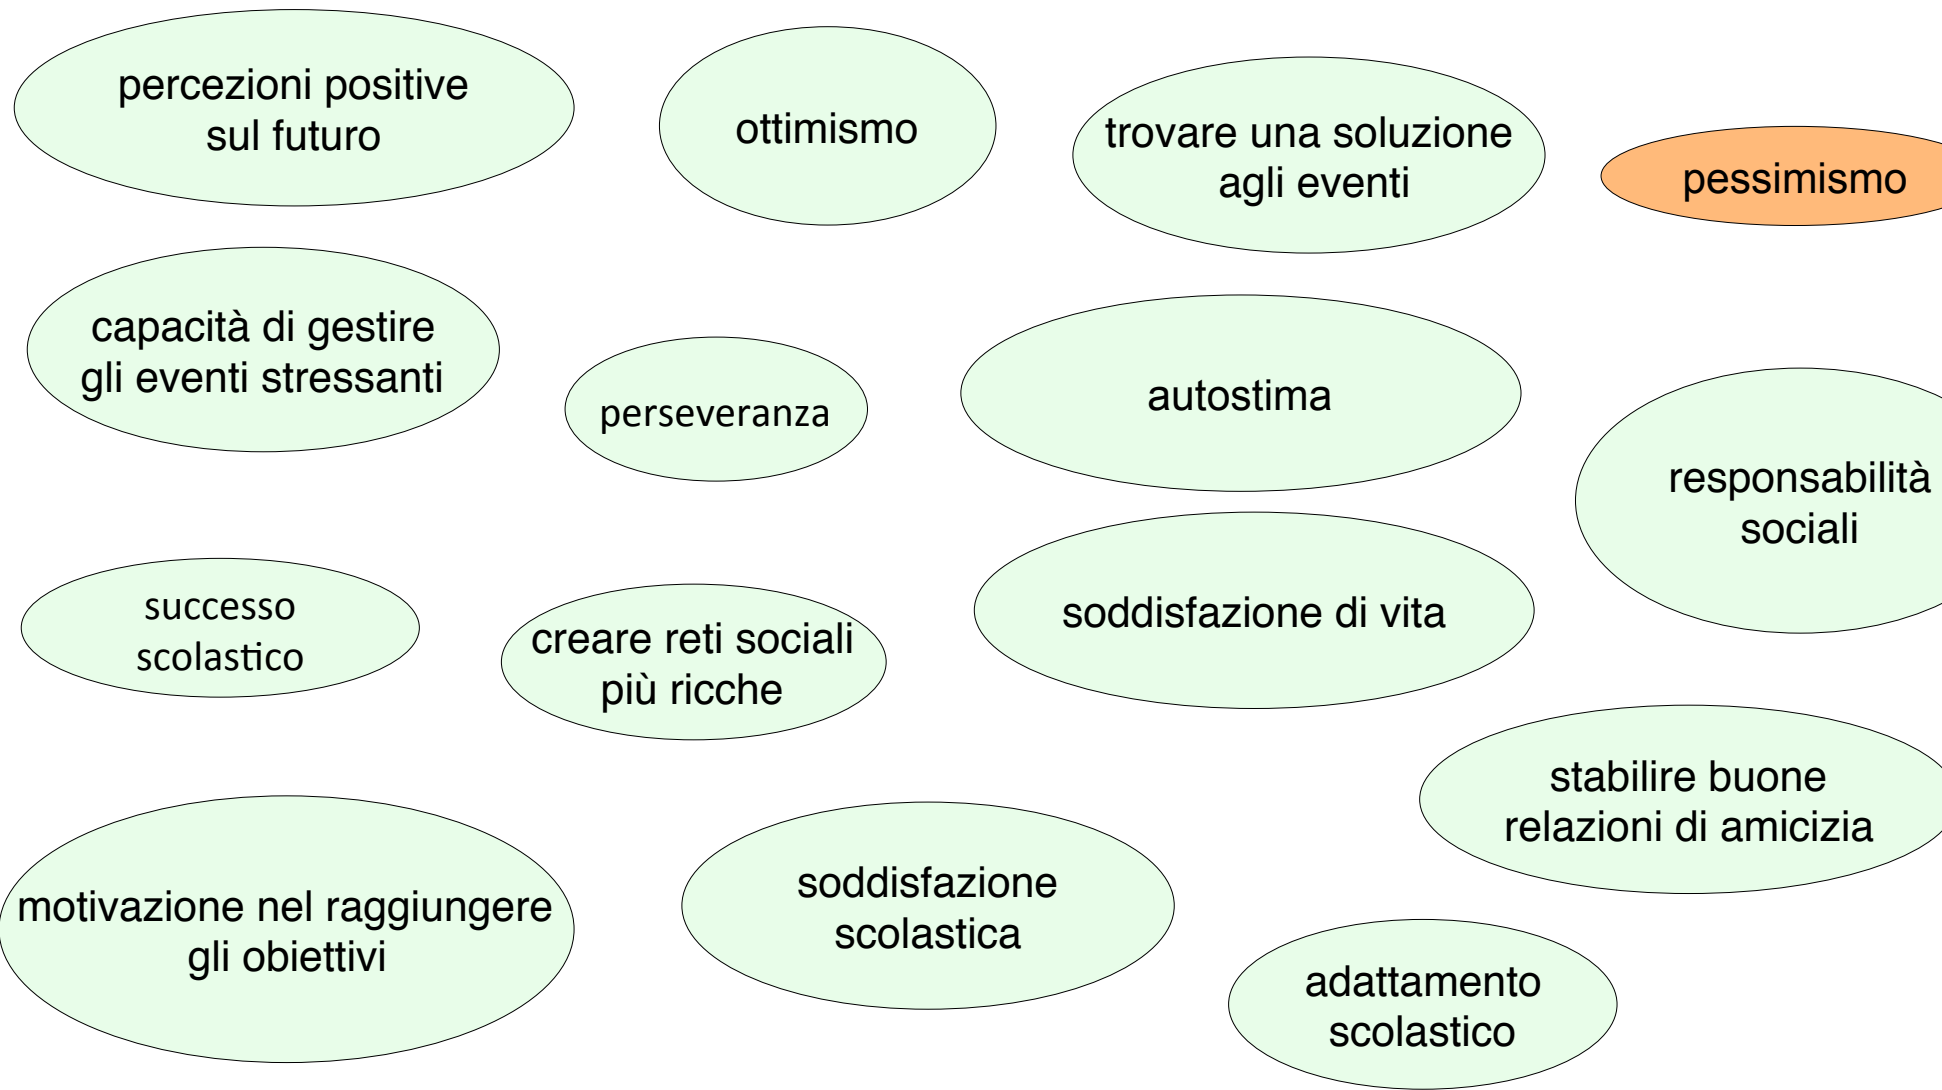 percezioni positive
sul futuro
ottimismo
trovare una soluzione
agli eventi
pessimismo
capacità di gestire
gli eventi stressanti
perseveranza
autostima
responsabilità
sociali
successo
scolastico
creare reti sociali
più ricche
soddisfazione di vita
stabilire buone
relazioni di amicizia
motivazione nel raggiungere
gli obiettivi
soddisfazione
scolastica
adattamento
scolastico